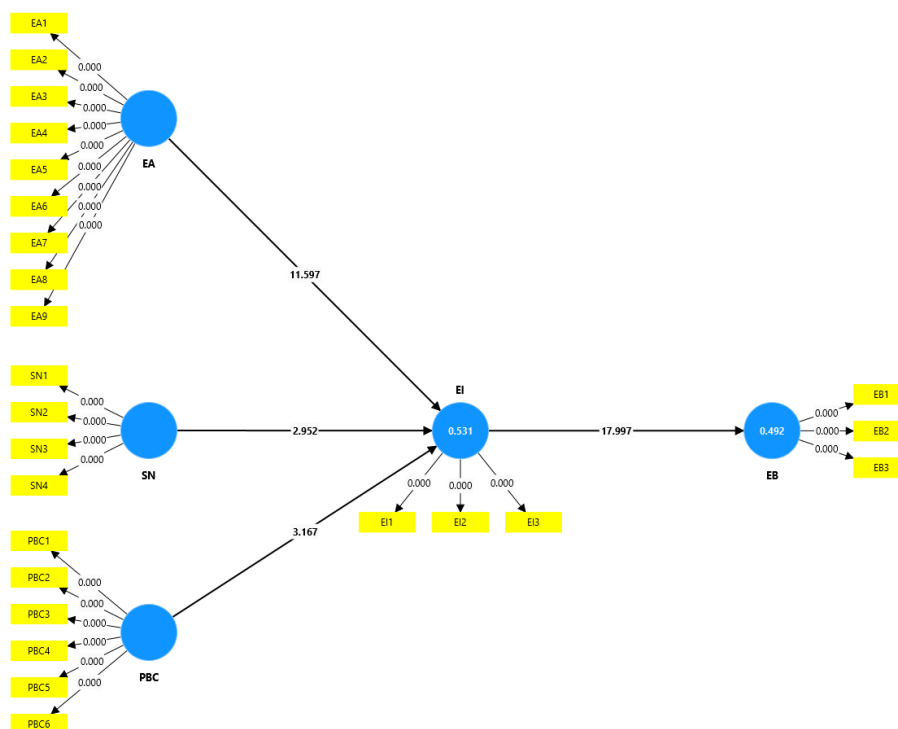 EA1
EA2
EA3
EA4
EA5
EA6
EA7
EA8
EA9
0.000
0.000
0.000
0.000
0.000
0.000
0.000
0.000
0.000
EA
11.597
SN1
SN2
SN3
SN4
0.000
0.000
0.000
0.000
SN
2.952
PBC1
PBC2
PBC3
PBC4
PBC5
PBC6
0.000
0.000
0.000
0.000
0.000
0.000
PBC
3.167
EI
0.531
0.000
0.000
0.000
EI1
EI2
EI3
17.997
0.492
EB
0.000
0.000
0.000
EB1
EB2
EB3